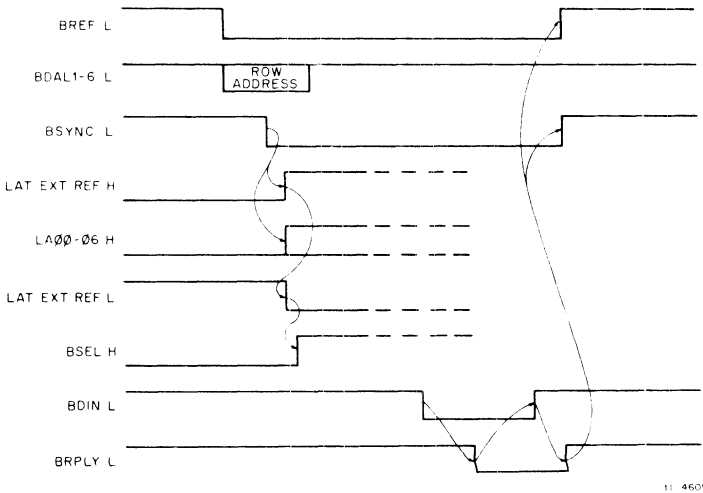 BREF L
BDAL1-6 L
ROW
ADDRESS
BSYNC L
LAT EXT REF H
LAØØ-Ø6 H
LAT EXT REF L
BSEL H
BDIN L
BRPLY L